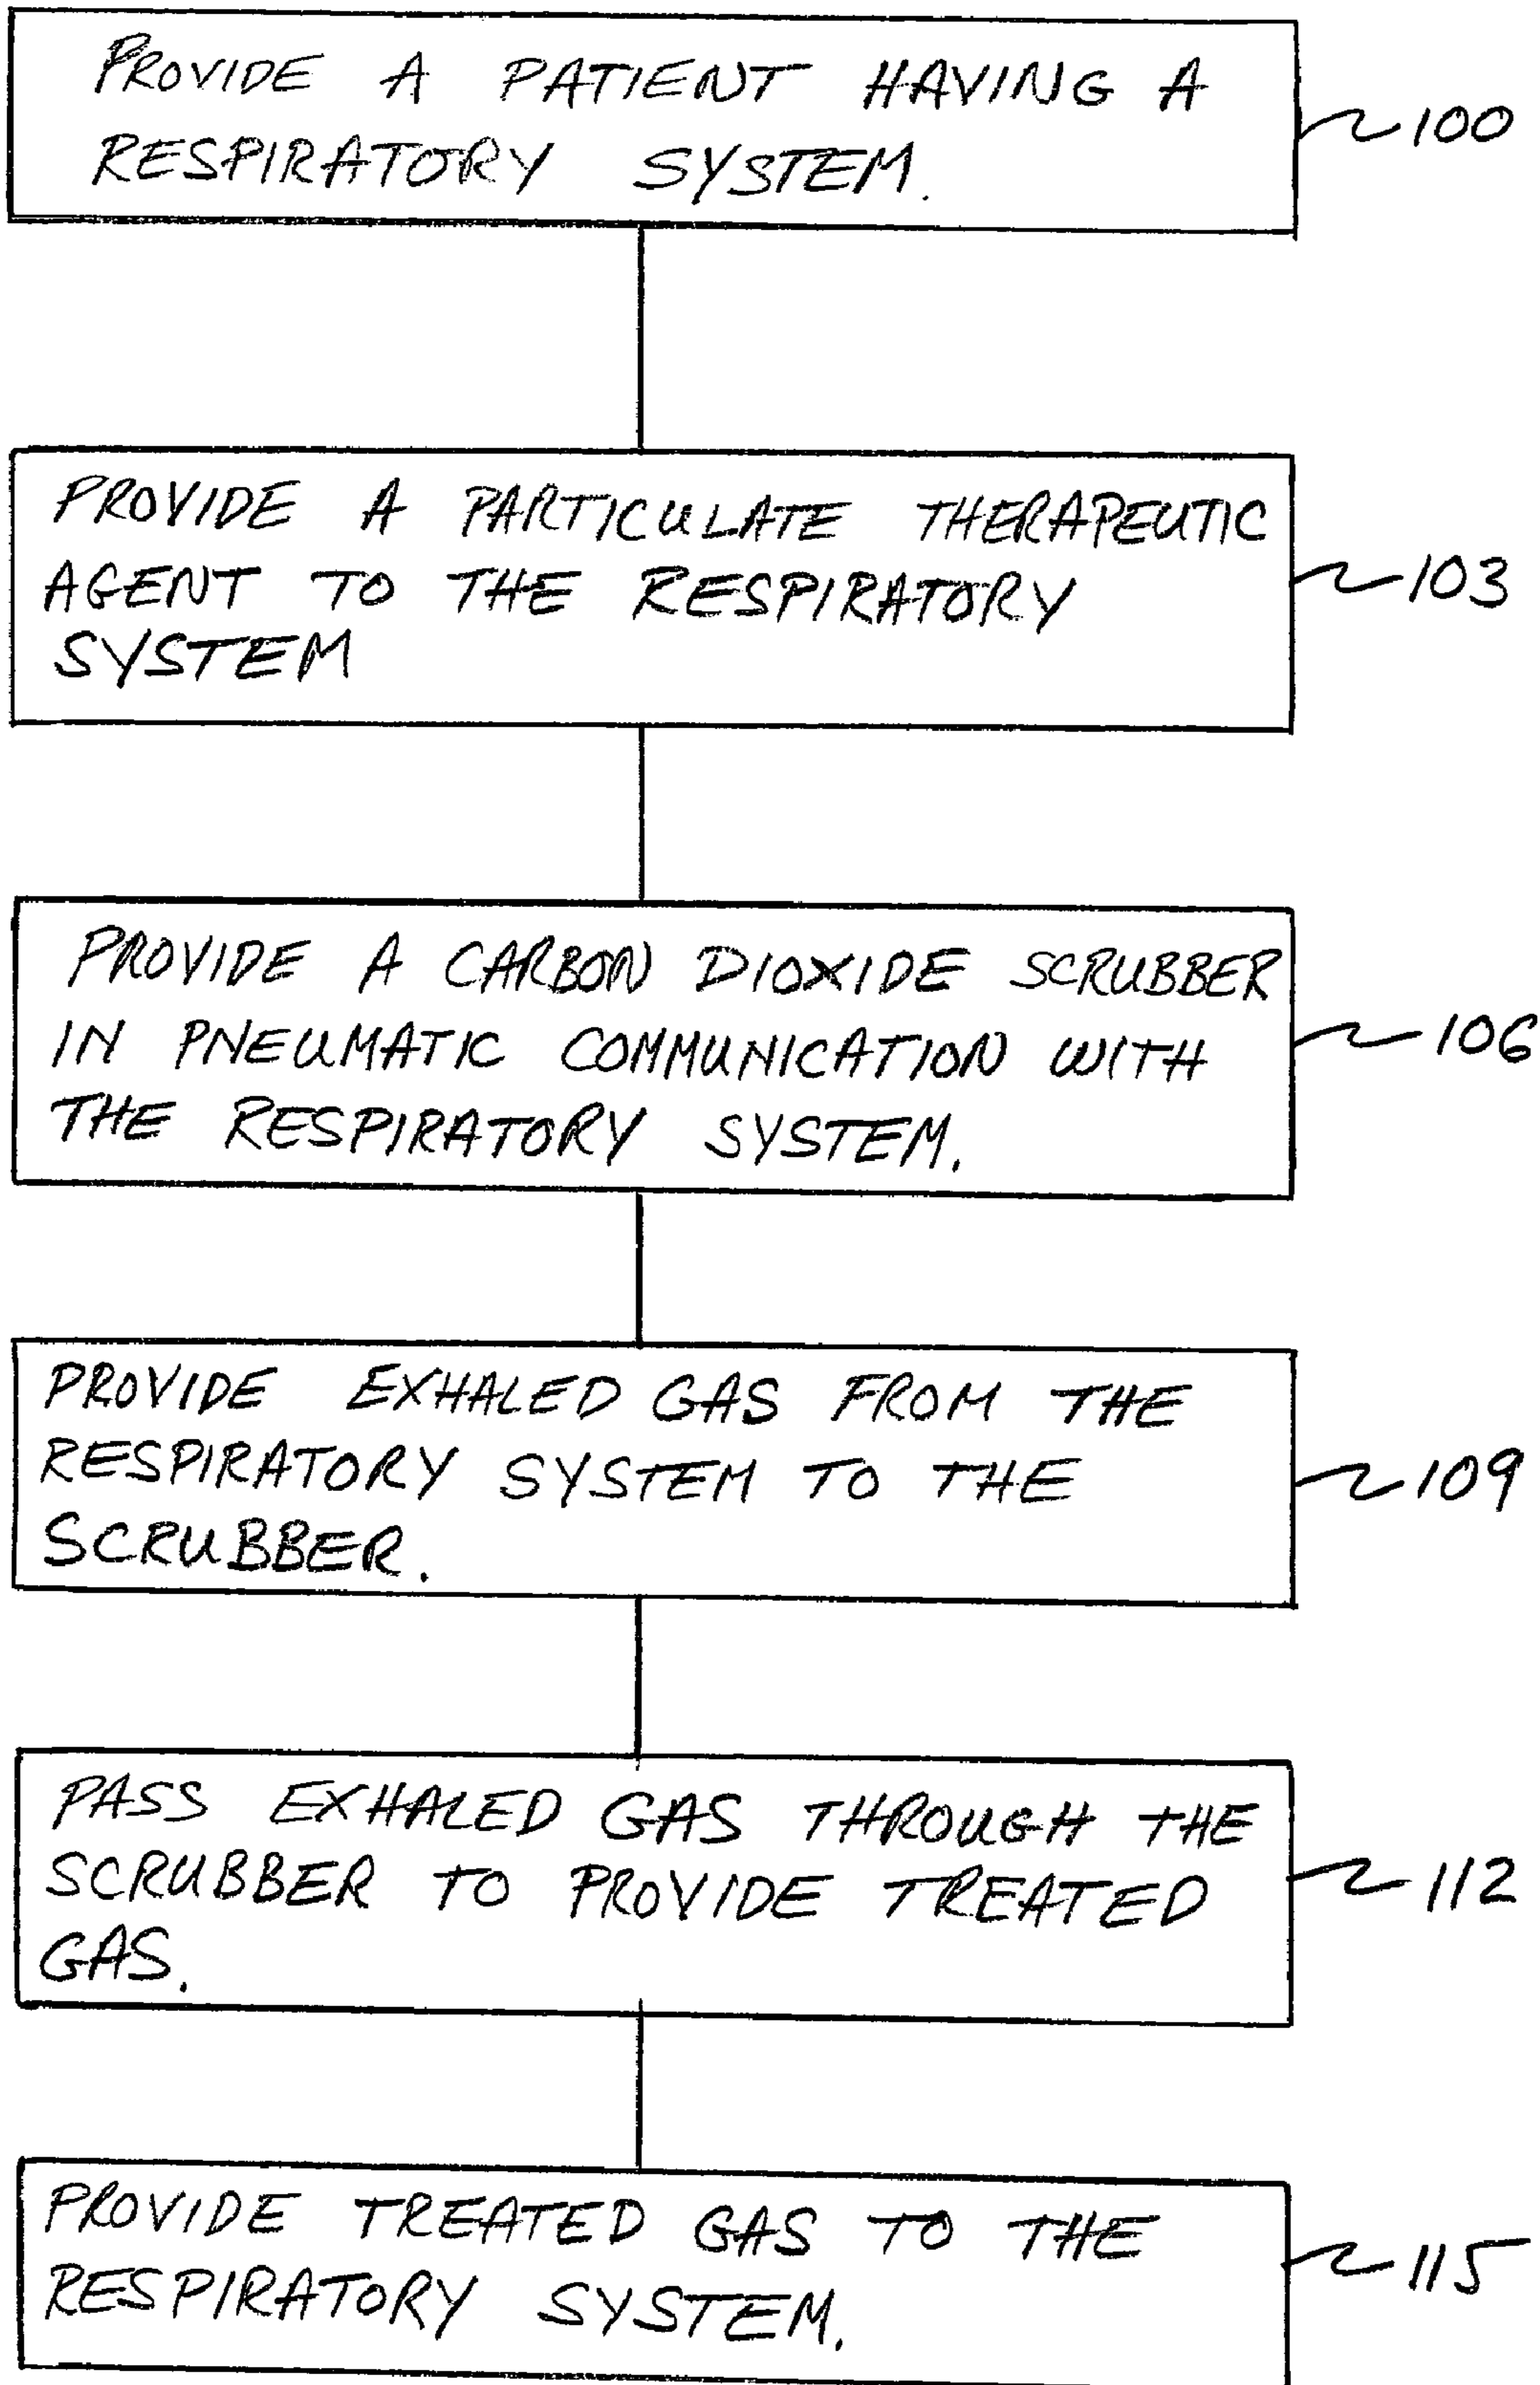 PROVIDE A PATIENT HAVING A
RESPIRATORY SYSTEM.
100
PROVIDE A PARTICULATE THERAPEUTIC
AGENT TO THE RESPIRATORY
SYSTEM
103
PROVIDE A CARBON DIOXIDE SCRUBBER
IN PNEUMATIC COMMUNICATION WITH
THE RESPIRATORY SYSTEM.
106
PROVIDE EXHALED GAS FROM THE
RESPIRATORY SYSTEM TO THE
SCRUBBER.
109
PASS EXHALED GAS THROUGH THE
SCRUBBER TO PROVIDE TREATED
GAS.
112
PROVIDE TREATED GAS TO THE
RESPIRATORY SYSTEM.
115